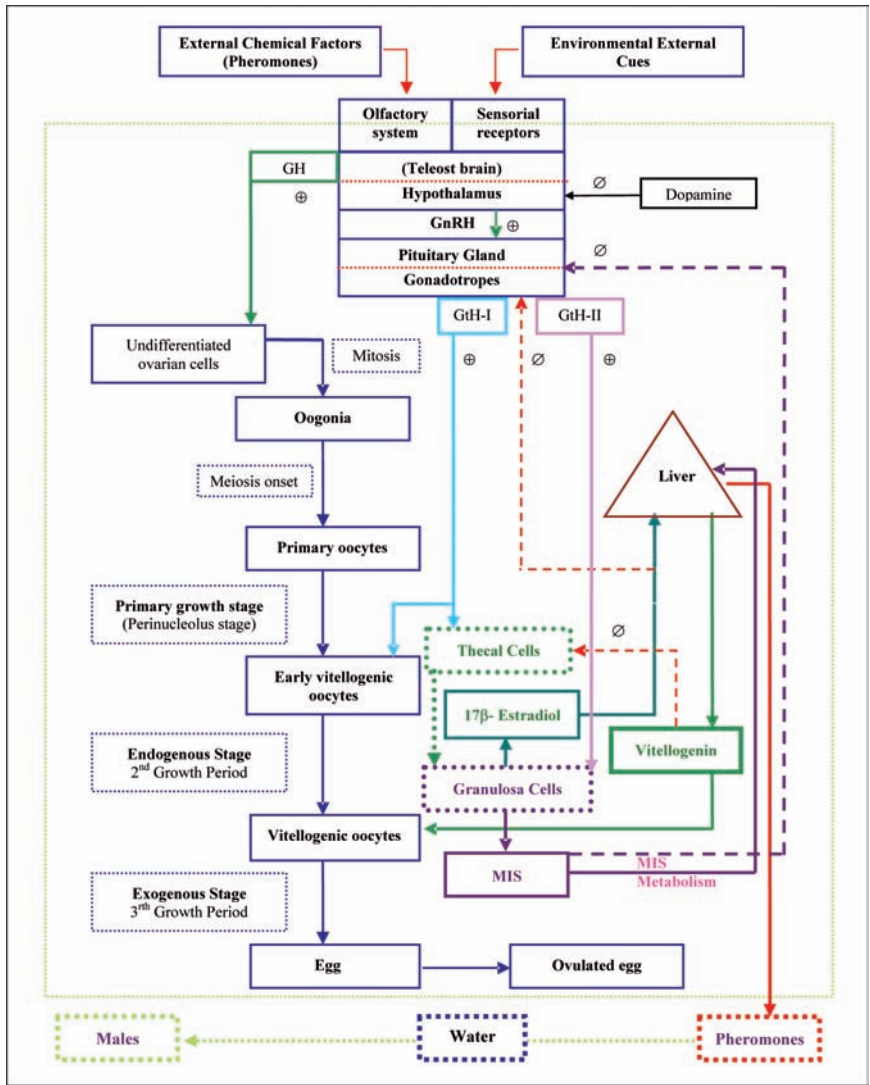 External Chemical Factors
(Pheromones)
Environmental External
Cues
Olfactory
system
Sensorial
receptors
GH
⊕
(Teleost brain)
Hypothalamus
∅
Dopamine
GnRH
⊕
Pituitary Gland
Gonadotropes
∅
GtH-I
GtH-II
⊕
∅
⊕
Undifferentiated
ovarian cells
Mitosis
Oogonia
Meiosis onset
Liver
Primary oocytes
Primary growth stage
(Perinucleolus stage)
Thecal Cells
∅
Early vitellogenic
oocytes
17β- Estradiol
Vitellogenin
Endogenous Stage
2nd Growth Period
Granulosa Cells
Vitellogenic oocytes
MIS
MIS
Metabolism
Exogenous Stage
3rth Growth Period
Egg
Ovulated egg
Males
Water
Pheromones